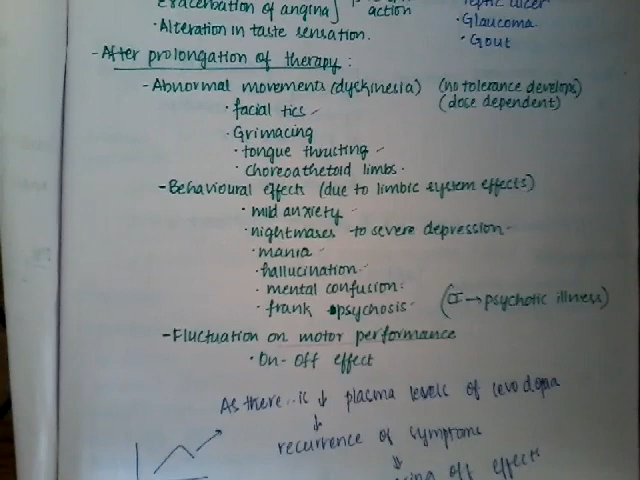 Exacerbation of angina
action
Peptic ulcer
· Alteration in taste sensation.
· Glaucoma.
· Gout
- After prolongation of therapy :
- Abnormal movements (dyskinesia) (no tolerance develops)
(dose dependent)
· facial tics
· Grimacing
· tongue thrusting
· choreoathetoid limbs.
- Behavioural effects (due to limbic system effects)
· mild anxiety
· nightmares to severe depression
· mania
· hallucination
- mental confusion
- frank psychosis (CI → psychotic illness)
- Fluctuation on motor performance
· On-Off effect
As there is ↓ plasma levels of levodopa
↓
recurrence of symptoms
⇓
off effects